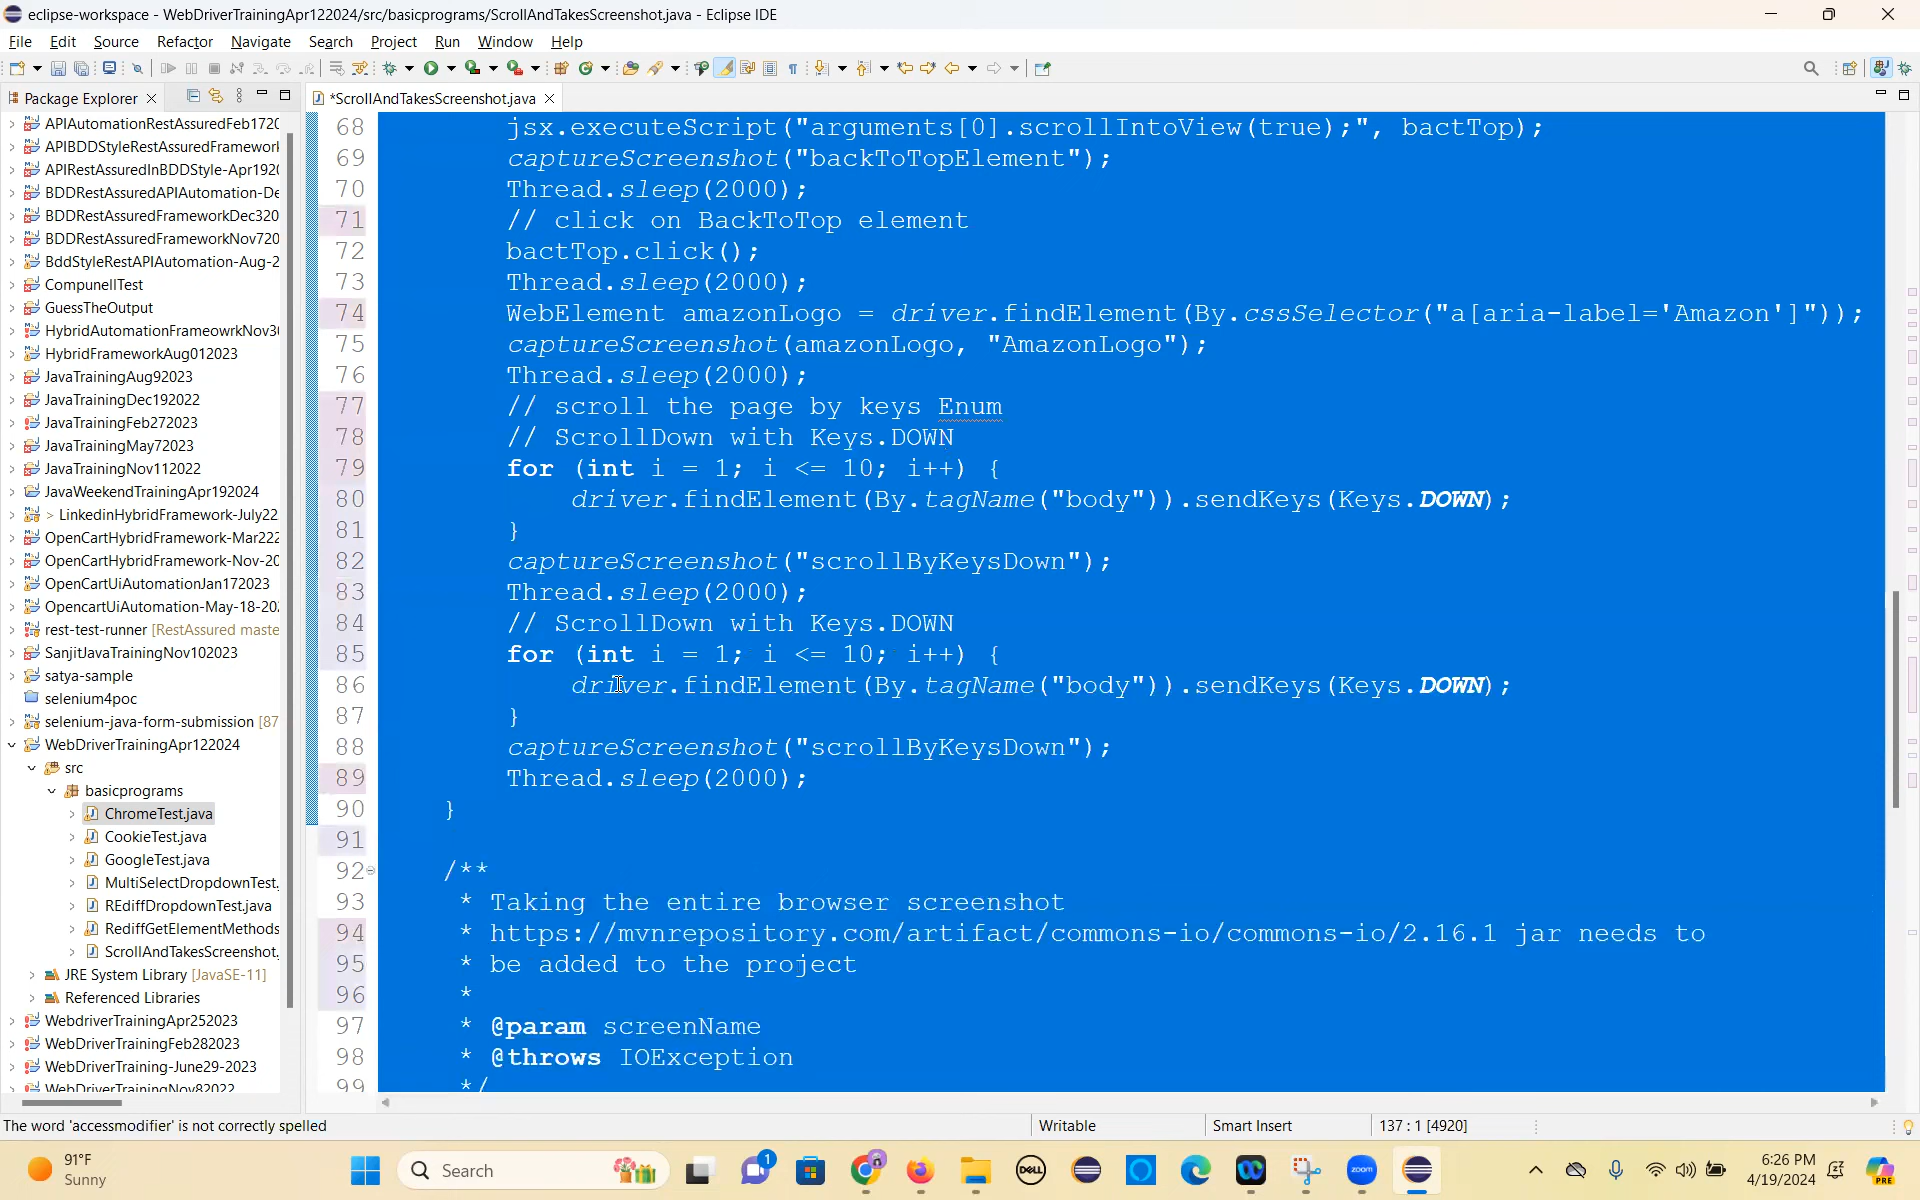 eclipse-workspace - WebDriverTrainingApr122024/src/basicprograms/ScrollAndTakesScreenshot.java - Eclipse IDE
File Edit Source Refactor Navigate Search Project Run Window Help
Package Explorer
*ScrollAndTakesScreenshot.java
APIAutomationRestAssuredFeb1720
APIBDDStyleRestAssuredFramework
APIRestAssuredInBDDStyle-Apr1920
BDDRestAssuredAPIAutomation-De
BDDRestAssuredFrameworkDec320
BDDRestAssuredFrameworkNov720
BddStyleRestAPIAutomation-Aug-2
CompunellTest
GuessTheOutput
HybridAutomationFrameowrkNov30
HybridFrameworkAug012023
JavaTrainingAug92023
JavaTrainingDec192022
JavaTrainingFeb272023
JavaTrainingMay72023
JavaTrainingNov112022
JavaWeekendTrainingApr192024
> LinkedinHybridFramework-July22
OpenCartHybridFramework-Mar222
OpenCartHybridFramework-Nov-20
OpenCartUiAutomationJan172023
OpencartUiAutomation-May-18-202
rest-test-runner [RestAssured master
SanjitJavaTrainingNov102023
satya-sample
selenium4poc
selenium-java-form-submission [87
WebDriverTrainingApr122024
src
basicprograms
ChromeTest.java
CookieTest.java
GoogleTest.java
MultiSelectDropdownTest.
REdiffDropdownTest.java
RediffGetElementMethods
ScrollAndTakesScreenshot.
JRE System Library [JavaSE-11]
Referenced Libraries
WebdriverTrainingApr252023
WebDriverTrainingFeb282023
WebDriverTraining-June29-2023
WebDriverTrainingNov82022
68 jsx.executeScript("arguments[0].scrollIntoView(true);", bactTop);
69 captureScreenshot("backToTopElement");
70 Thread.sleep(2000);
71 // click on BackToTop element
72 bactTop.click();
73 Thread.sleep(2000);
74 WebElement amazonLogo = driver.findElement(By.cssSelector("a[aria-label='Amazon']"));
75 captureScreenshot(amazonLogo, "AmazonLogo");
76 Thread.sleep(2000);
77 // scroll the page by keys Enum
78 // ScrollDown with Keys.DOWN
79 for (int i = 1; i <= 10; i++) {
80 driver.findElement(By.tagName("body")).sendKeys(Keys.DOWN);
81 }
82 captureScreenshot("scrollByKeysDown");
83 Thread.sleep(2000);
84 // ScrollDown with Keys.DOWN
85 for (int i = 1; i <= 10; i++) {
86 driver.findElement(By.tagName("body")).sendKeys(Keys.DOWN);
87 }
88 captureScreenshot("scrollByKeysDown");
89 Thread.sleep(2000);
90 }
91
92 /**
93 * Taking the entire browser screenshot
94 * https://mvnrepository.com/artifact/commons-io/commons-io/2.16.1 jar needs to
95 * be added to the project
96 *
97 * @param screenName
98 * @throws IOException
99 */
The word 'accessmodifier' is not correctly spelled
Writable
Smart Insert
137 : 1 [4920]
91°F
Sunny
Search
1
DELL
zoom
6:26 PM
4/19/2024
PRE